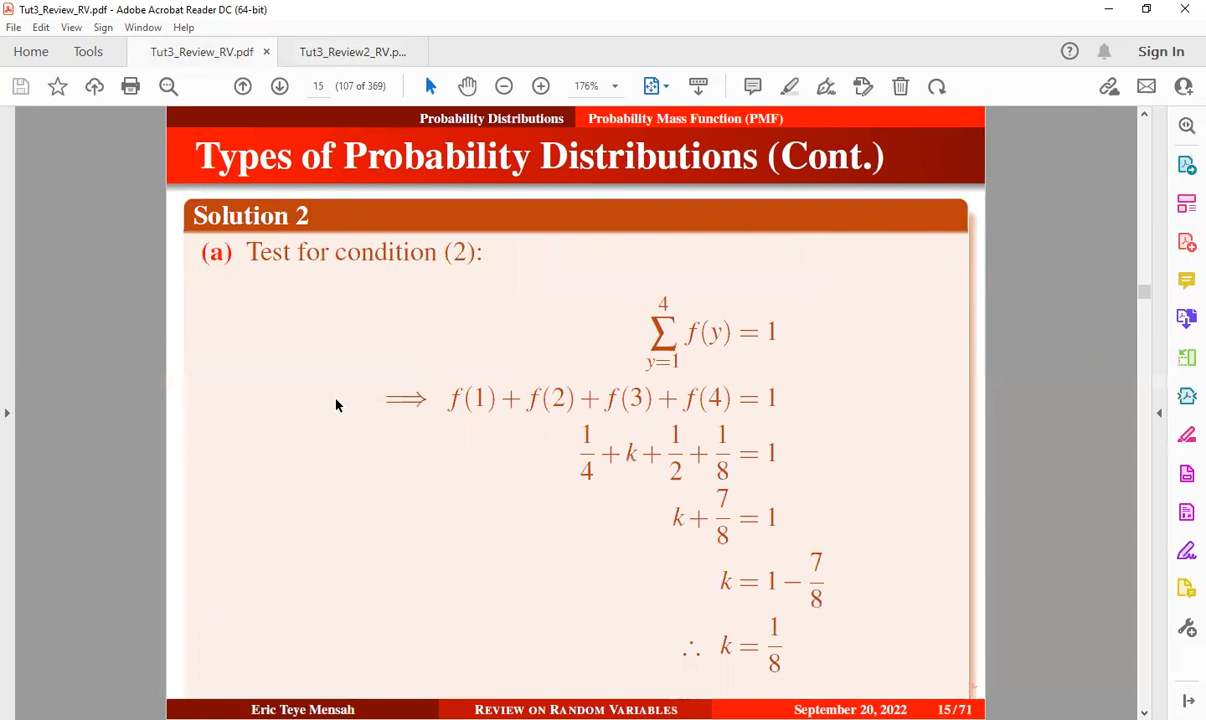 Tut3_Review_RV.pdf - Adobe Acrobat Reader DC (64-bit)
File Edit View Sign Window Help
Home Tools Tut3_Review_RV.pdf × Tut3_Review2_RV.p... Sign In
15 (107 of 369) 176%
Probability Distributions Probability Mass Function (PMF)
Types of Probability Distributions (Cont.)
Solution 2
(a) Test for condition (2):
4
∑ f(y) = 1
y=1
⟹ f(1) + f(2) + f(3) + f(4) = 1
1/4 + k + 1/2 + 1/8 = 1
k + 7/8 = 1
k = 1 − 7/8
∴ k = 1/8
Eric Teye Mensah Review on Random Variables September 20, 2022 15/71